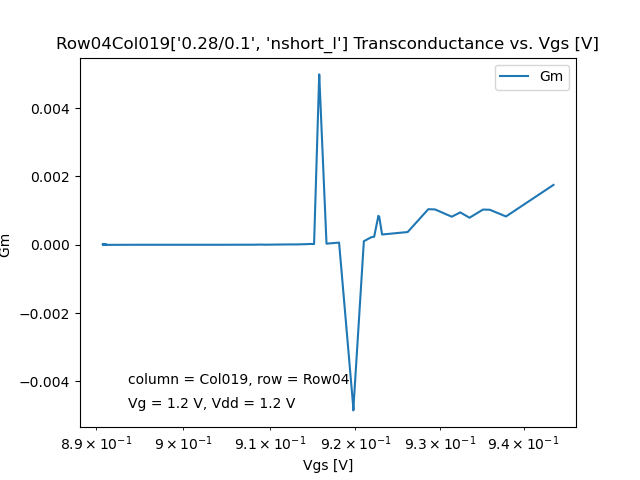 Row04Col019['0.28/0.1', 'nshort_l'] Transconductance vs. Vgs [V]
Gm
0.004
0.002
0.000
−0.002
−0.004
Gm
column = Col019, row = Row04
Vg = 1.2 V, Vdd = 1.2 V
8.9 × 10⁻¹ 9 × 10⁻¹ 9.1 × 10⁻¹ 9.2 × 10⁻¹ 9.3 × 10⁻¹ 9.4 × 10⁻¹
Vgs [V]